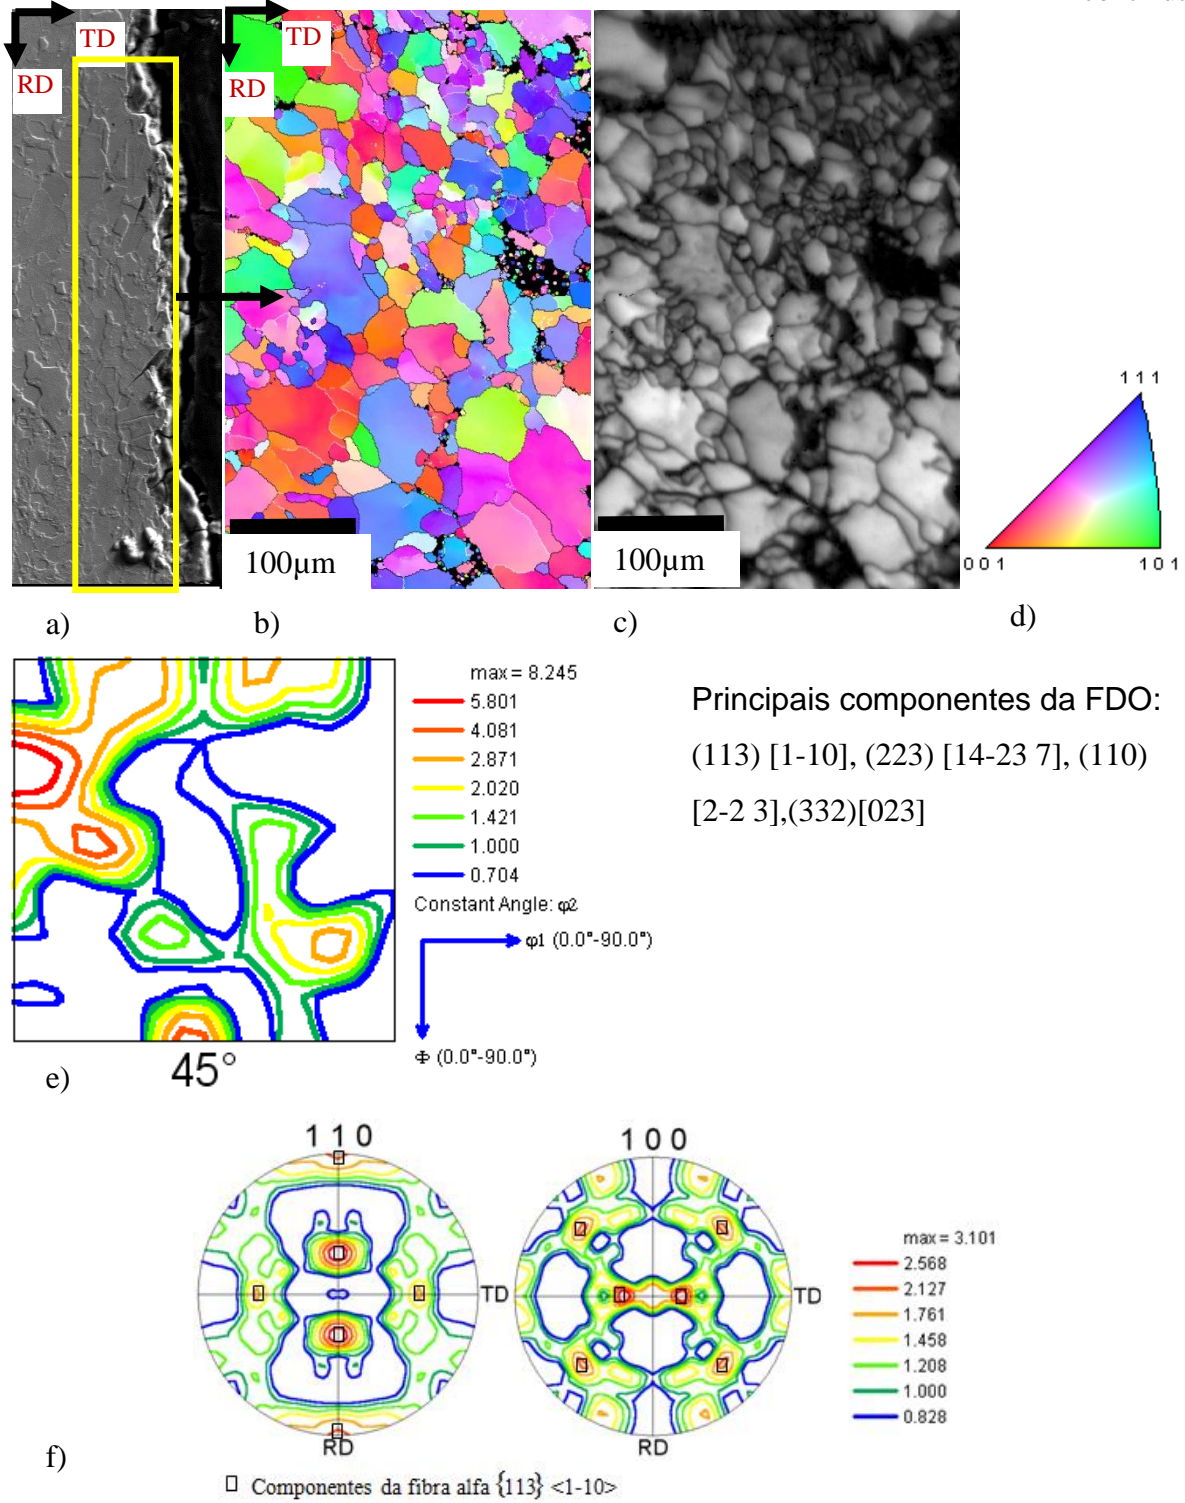 TD
RD
TD
RD
100µm
100µm
1 1 1
0 0 1
1 0 1
a)
b)
c)
d)
max = 8.245
5.801
4.081
2.871
2.020
1.421
1.000
0.704
Constant Angle: φ2
φ1 (0.0°-90.0°)
Φ (0.0°-90.0°)
45°
e)
Principais componentes da FDO:
(113) [1-10], (223) [14-23 7], (110)
[2-2 3],(332)[023]
1 1 0
1 0 0
TD
TD
RD
RD
max = 3.101
2.568
2.127
1.761
1.458
1.208
1.000
0.828
f)
Componentes da fibra alfa {113} <1-10>